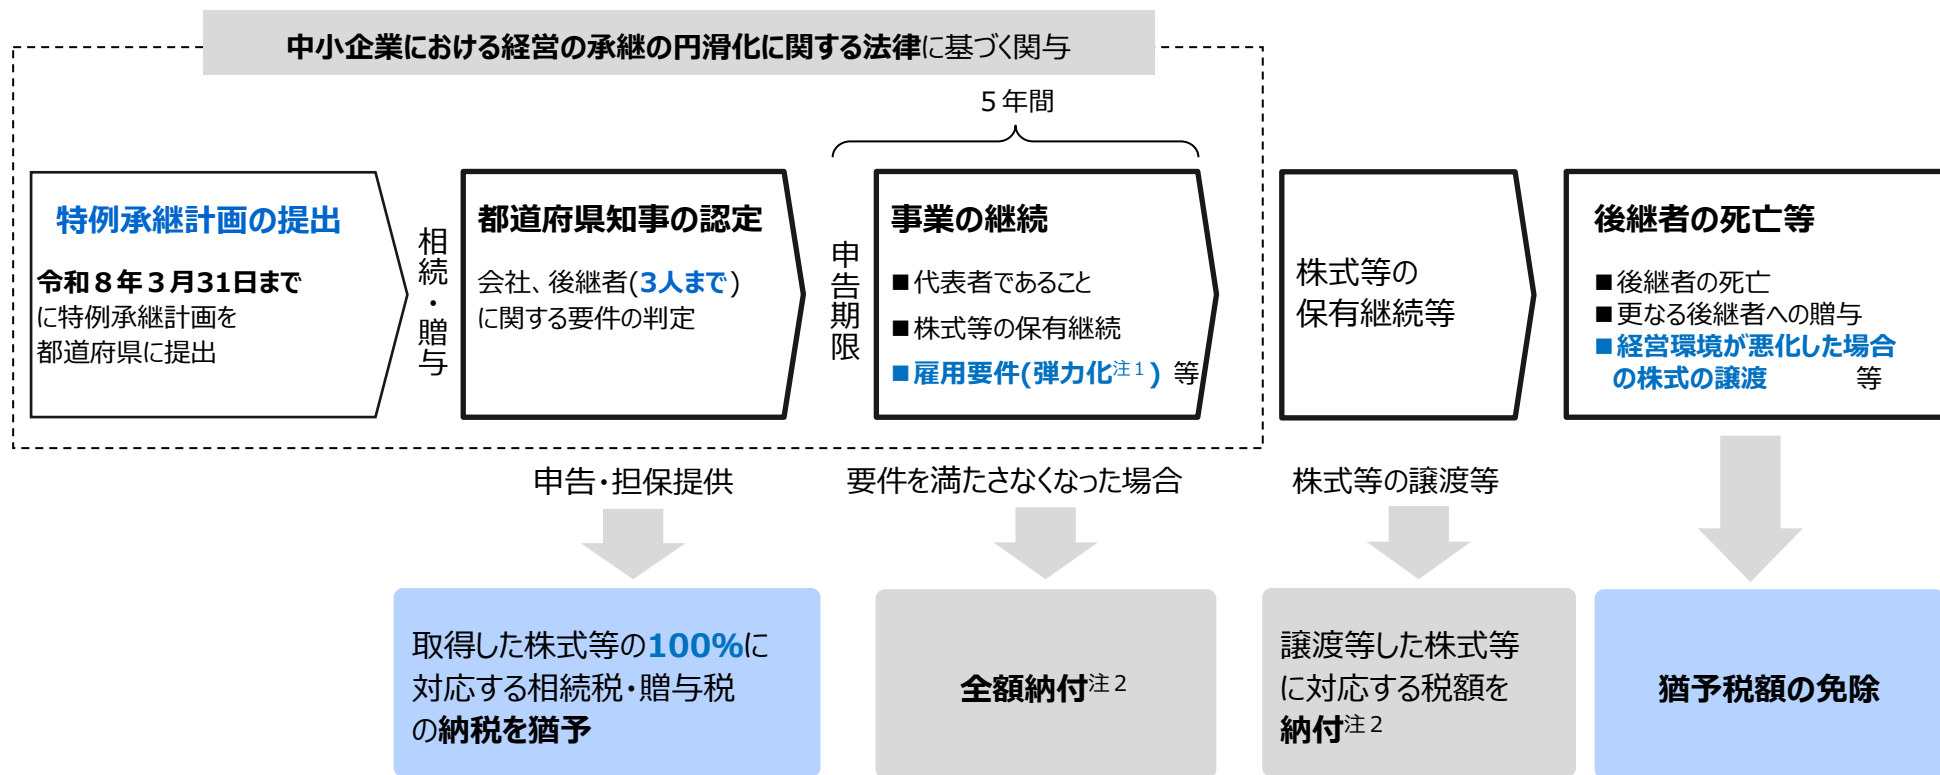 中小企業における経営の承継の円滑化に関する法律に基づく関与
５年間
特例承継計画の提出
令和８年３月31日まで
に特例承継計画を
都道府県に提出
相続・贈与
都道府県知事の認定
会社、後継者(3人まで)
に関する要件の判定
申告期限
事業の継続
■代表者であること
■株式等の保有継続
■雇用要件(弾力化注１) 等
株式等の
保有継続等
後継者の死亡等
■後継者の死亡
■更なる後継者への贈与
■経営環境が悪化した場合
の株式の譲渡 等
申告・担保提供
要件を満たさなくなった場合
株式等の譲渡等
取得した株式等の100%に
対応する相続税・贈与税
の納税を猶予
全額納付注２
譲渡等した株式等
に対応する税額を
納付注２
猶予税額の免除